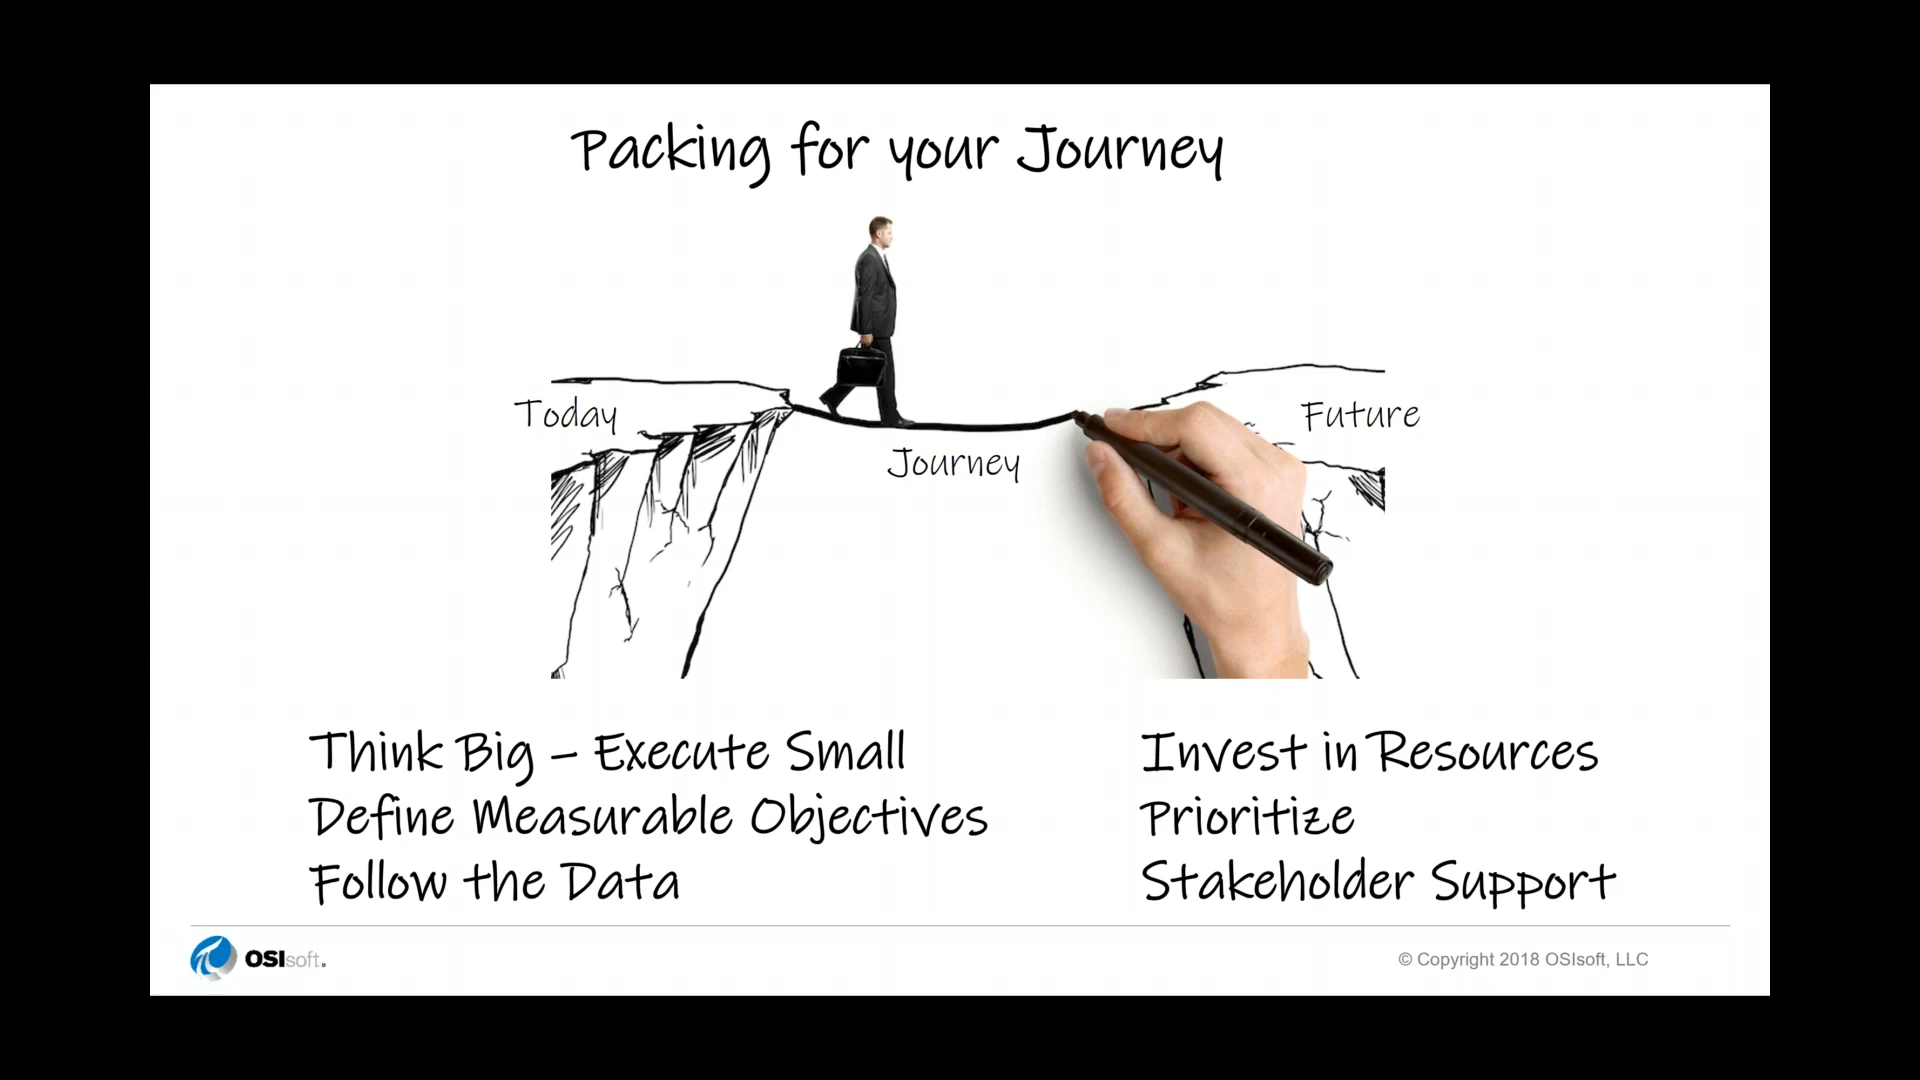 Packing for your Journey
Today
Journey
Future
Think Big – Execute Small
Define Measurable Objectives
Follow the Data
Invest in Resources
Prioritize
Stakeholder Support
OSIsoft.
© Copyright 2018 OSIsoft, LLC